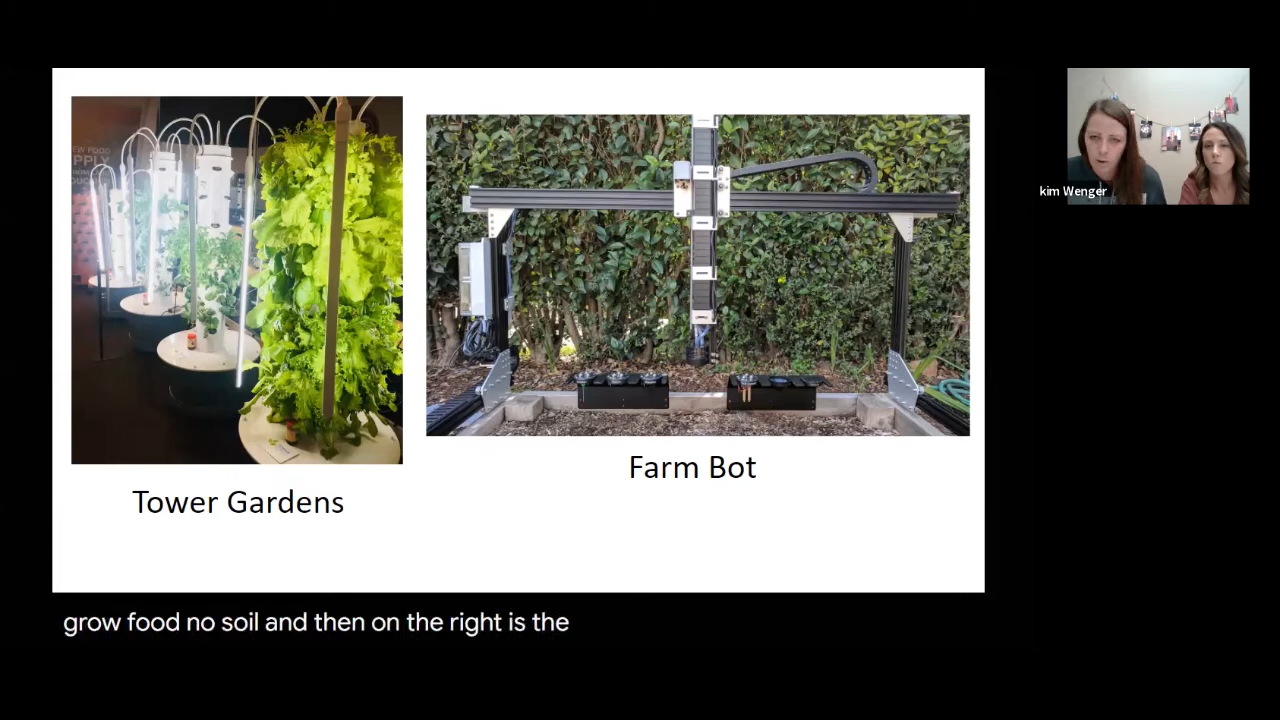 Tower Gardens
Farm Bot
kim Wenger
grow food no soil and then on the right is the